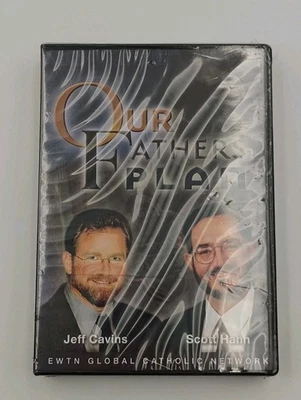 OUR
FATHER'S
PLAN
Jeff Cavins
Scott Hahn
EWTN GLOBAL CATHOLIC NETWORK